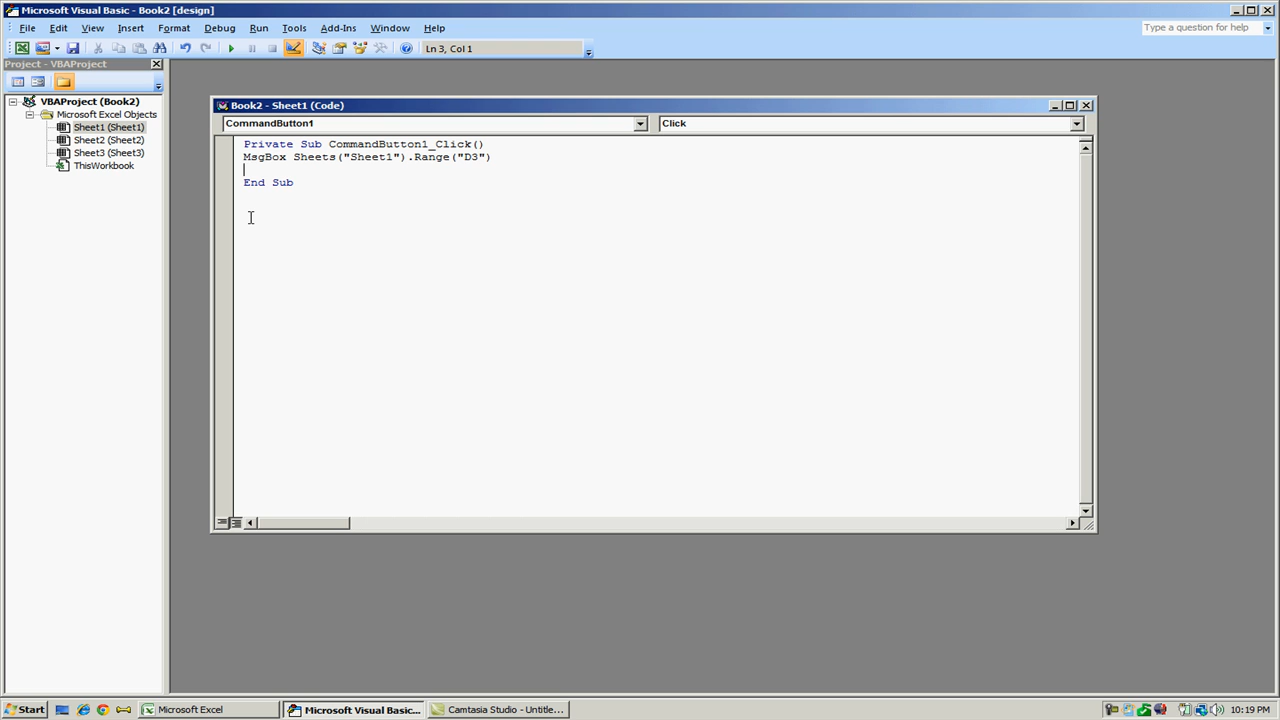 Microsoft Visual Basic - Book2 [design]
File Edit View Insert Format Tools Debug Run Tools Add-Ins Window Help
Type a question for help
Ln 3, Col 1
Project - VBAProject
VBAProject (Book2)
Microsoft Excel Objects
Sheet1 (Sheet1)
Sheet2 (Sheet2)
Sheet3 (Sheet3)
ThisWorkbook
Book2 - Sheet1 (Code)
CommandButton1 Click
Private Sub CommandButton1_Click()
MsgBox Sheets("Sheet1").Range("D3")
End Sub
Start Microsoft Excel Microsoft Visual Basic... Camtasia Studio - Untitle... 10:19 PM